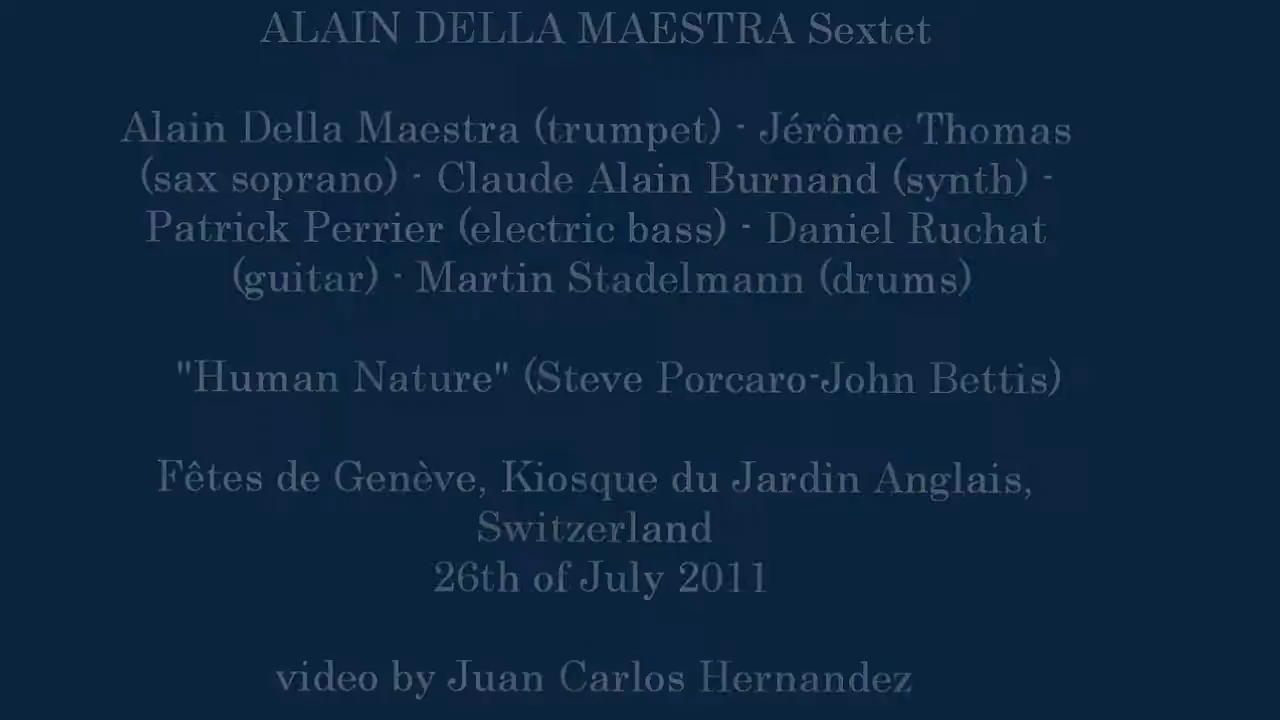 ALAIN DELLA MAESTRA Sextet
Alain Della Maestra (trumpet) - Jérôme Thomas
(sax soprano) - Claude Alain Burnand (synth) -
Patrick Perrier (electric bass) - Daniel Ruchat
(guitar) - Martin Stadelmann (drums)
"Human Nature" (Steve Porcaro-John Bettis)
Fêtes de Genève, Kiosque du Jardin Anglais,
Switzerland
26th of July 2011
video by Juan Carlos Hernandez